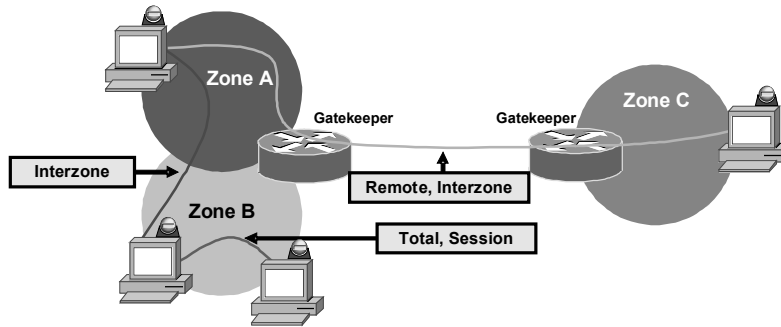 Zone A
Gatekeeper
Gatekeeper
Zone C
Interzone
Remote, Interzone
Zone B
Total, Session